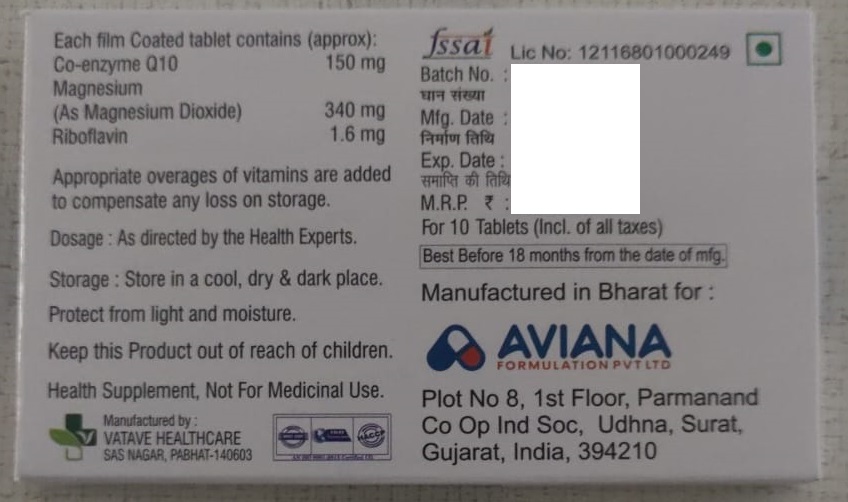 Each film Coated tablet contains (approx):
Co-enzyme Q10 150 mg
Magnesium
(As Magnesium Dioxide) 340 mg
Riboflavin 1.6 mg
Appropriate overages of vitamins are added
to compensate any loss on storage.
Dosage : As directed by the Health Experts.
Storage : Store in a cool, dry & dark place.
Protect from light and moisture.
Keep this Product out of reach of children.
Health Supplement, Not For Medicinal Use.
Manufactured by :
VATAVE HEALTHCARE
SAS NAGAR, PABHAT-140603
HACCP
fssai Lic No: 12116801000249
Batch No. :
घान संख्या
Mfg. Date :
निर्माण तिथि
Exp. Date :
समाप्ति की तिथि
M.R.P. ₹ :
For 10 Tablets (Incl. of all taxes)
Best Before 18 months from the date of mfg.
Manufactured in Bharat for :
AVIANA
FORMULATION PVT LTD
Plot No 8, 1st Floor, Parmanand
Co Op Ind Soc, Udhna, Surat,
Gujarat, India, 394210